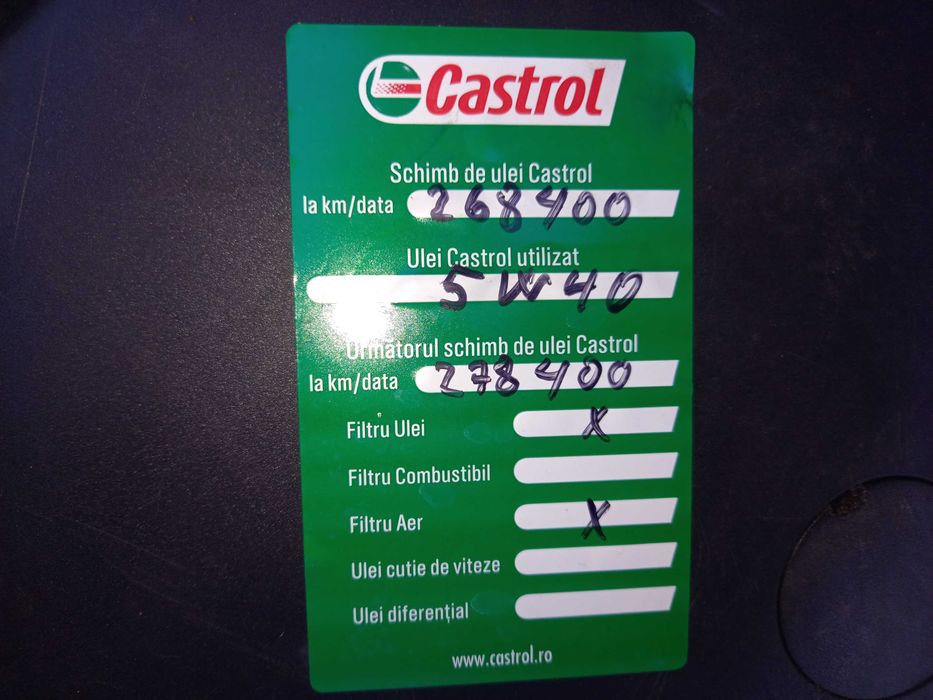 Castrol
Schimb de ulei Castrol
la km/data 268400
Ulei Castrol utilizat
5W40
Următorul schimb de ulei Castrol
la km/data 278400
Filtru Ulei X
Filtru Combustibil
Filtru Aer X
Ulei cutie de viteze
Ulei diferențial
www.castrol.ro